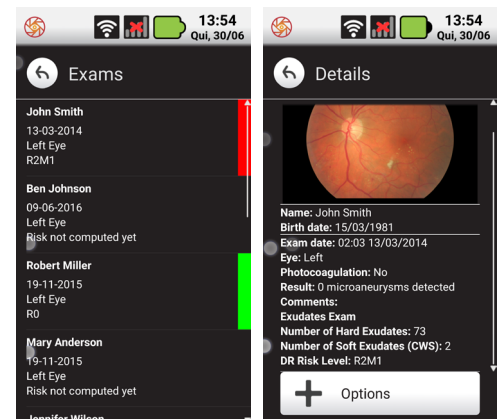 13:54
Qui, 30/06
Exams
John Smith
13-03-2014
Left Eye
R2M1
Ben Johnson
09-06-2016
Left Eye
Risk not computed yet
Robert Miller
19-11-2015
Left Eye
R0
Mary Anderson
19-11-2015
Left Eye
Risk not computed yet
Jennifer Wilson
13:54
Qui, 30/06
Details
Name: John Smith
Birth date: 15/03/1981
Exam date: 02:03 13/03/2014
Eye: Left
Photocoagulation: No
Result: 0 microaneurysms detected
Comments:
Exudates Exam
Number of Hard Exudates: 73
Number of Soft Exudates (CWS): 2
DR Risk Level: R2M1
Options